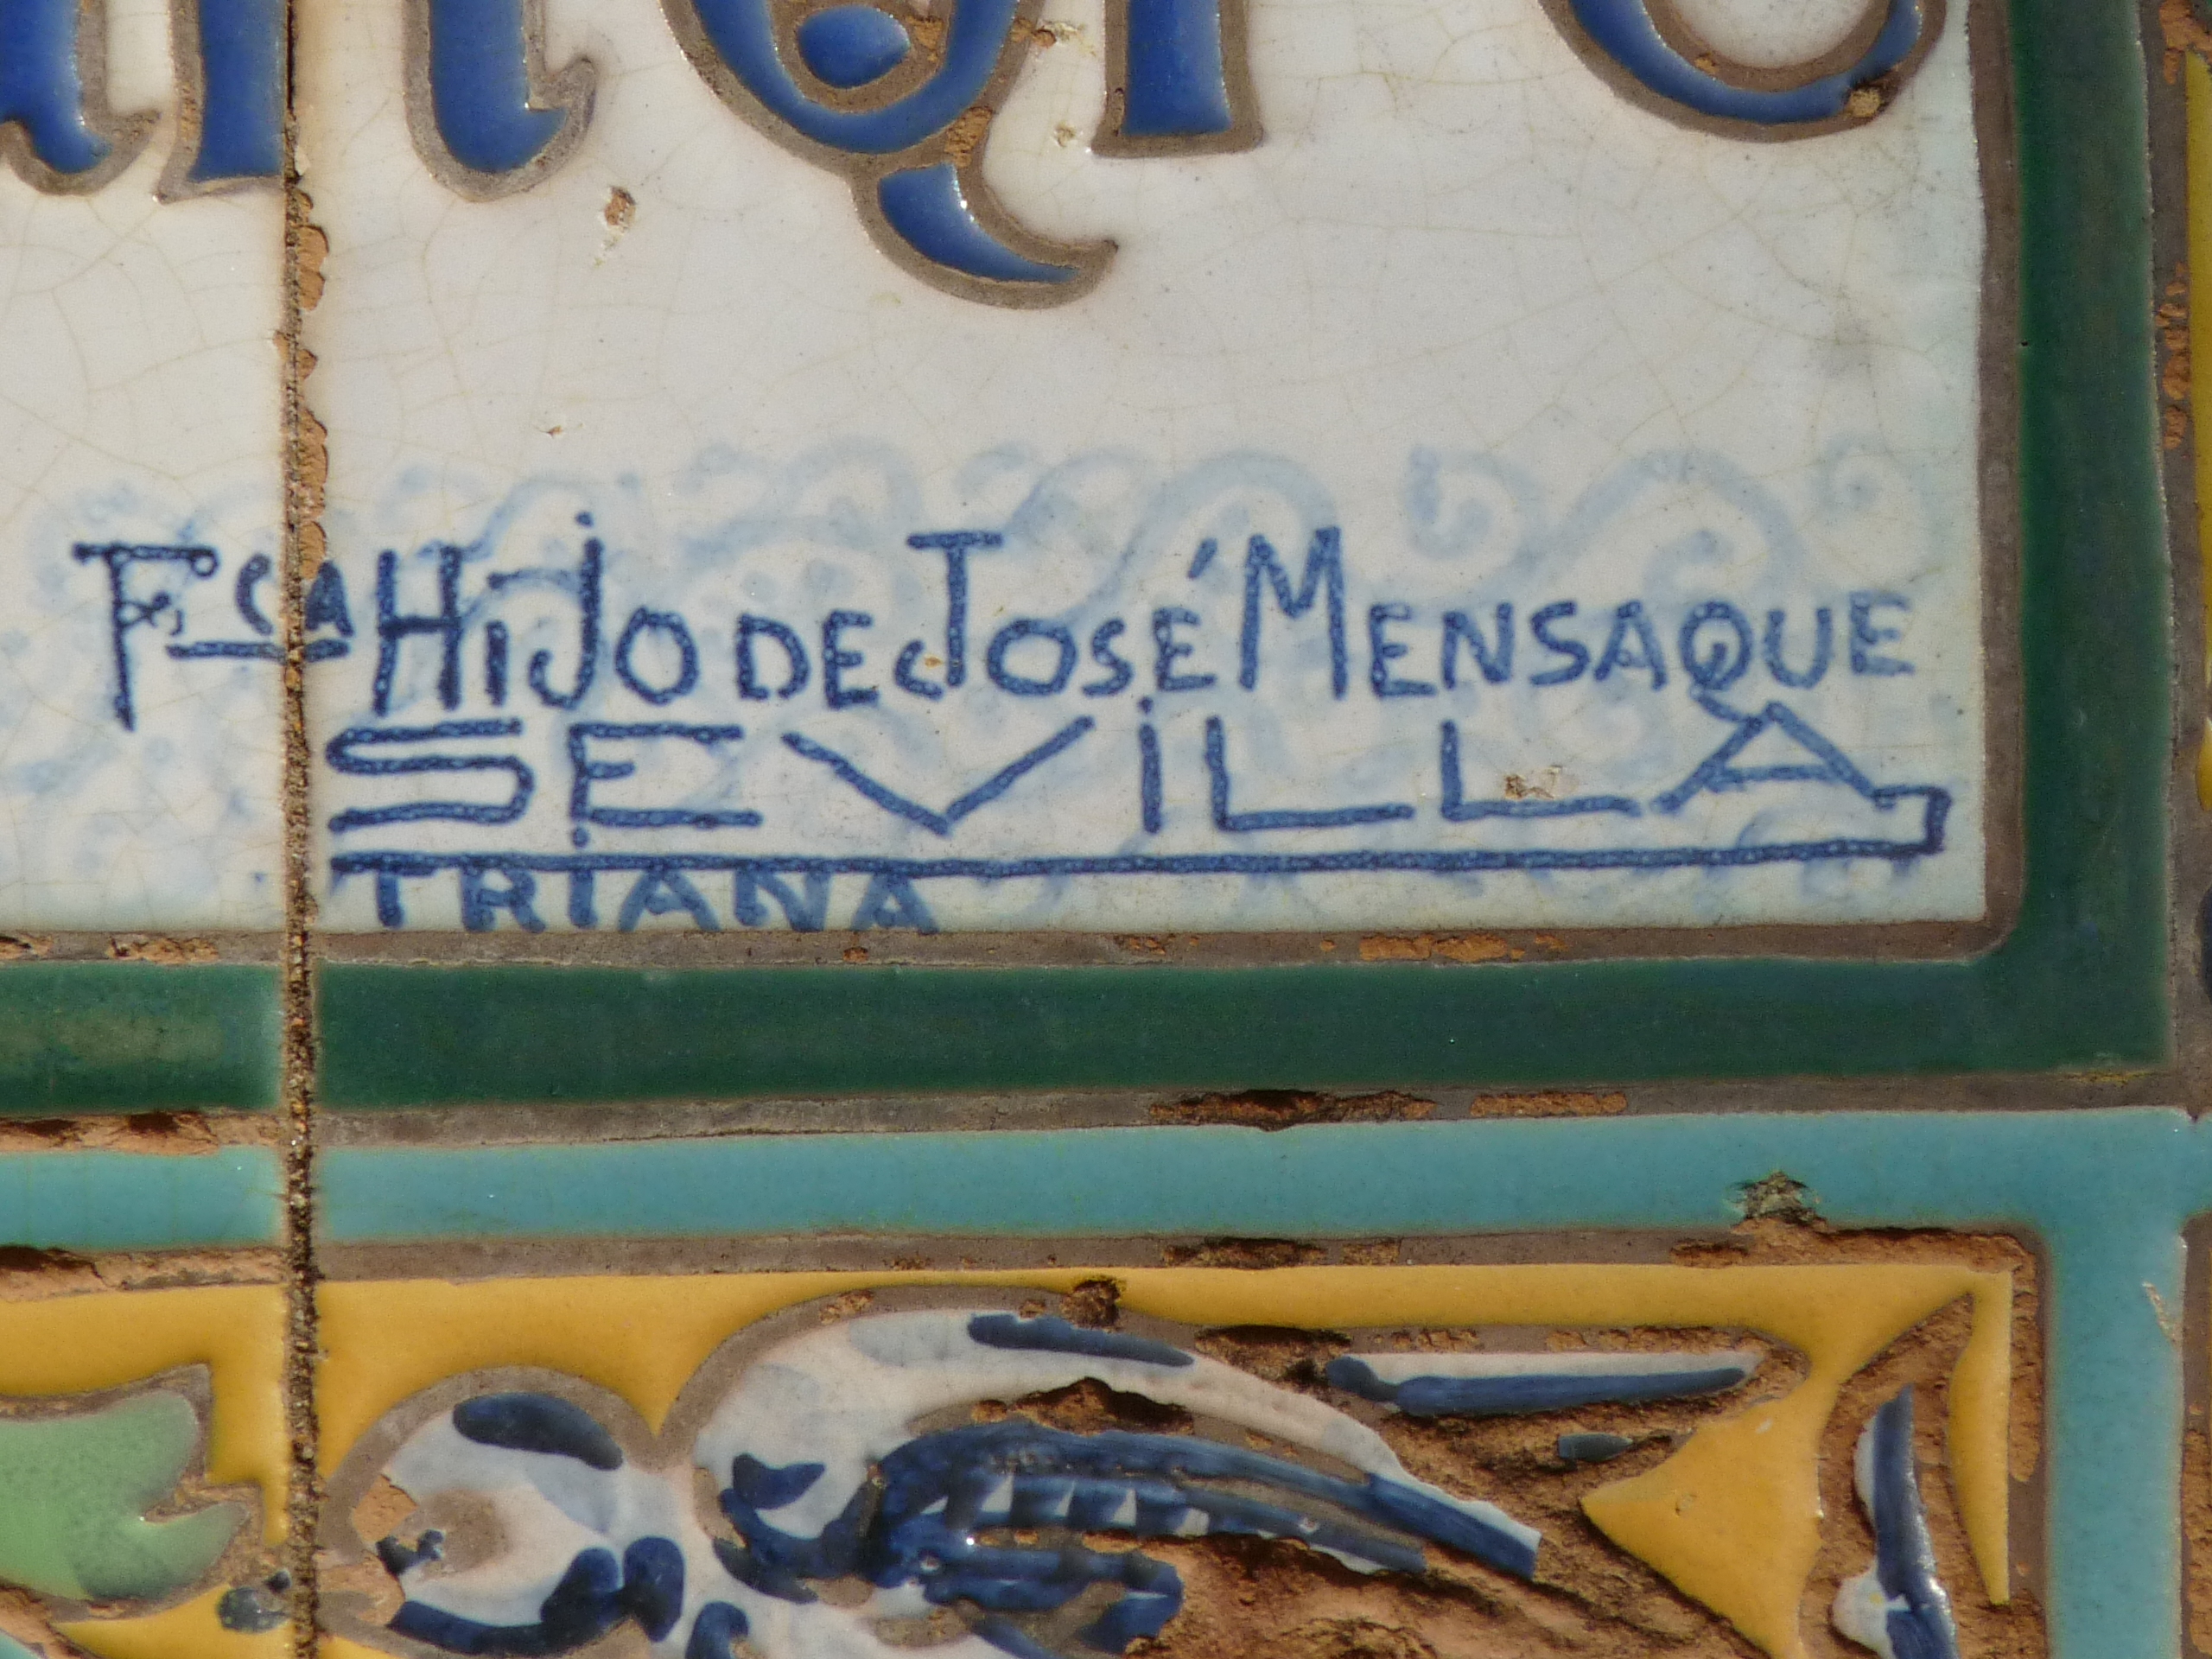 Fca HiJO DE JOSÉ MENSAQUE
SEViLLA
TRiANA